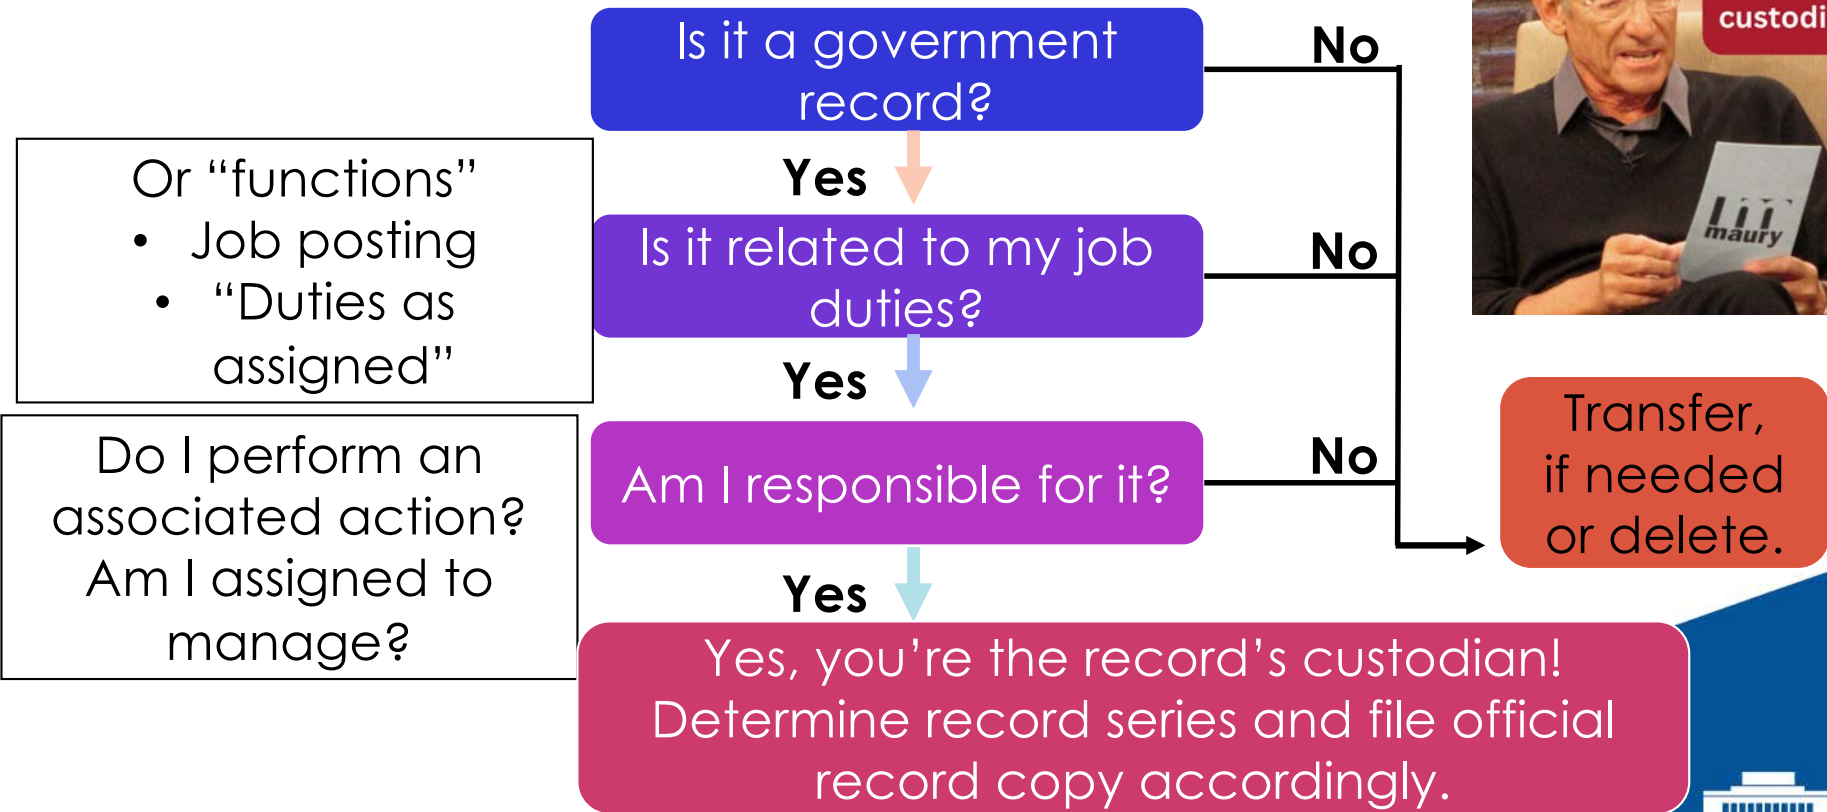 Is it a government
record?
No
custodi
Yes
Or “functions”
• Job posting
• “Duties as
assigned”
Is it related to my job
duties?
No
maury
Yes
Do I perform an
associated action?
Am I assigned to
manage?
Am I responsible for it?
No
Transfer,
if needed
or delete.
Yes
Yes, you’re the record’s custodian!
Determine record series and file official
record copy accordingly.